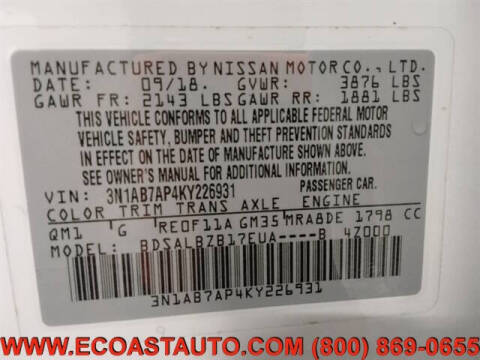 MANUFACTURED BY NISSAN MOTOR CO., LTD.
DATE: 09/18. GVWR: 3876 LBS
GAWR FR: 2143 LBS GAWR RR: 1881 LBS
THIS VEHICLE CONFORMS TO ALL APPLICABLE FEDERAL MOTOR
VEHICLE SAFETY, BUMPER AND THEFT PREVENTION STANDARDS
IN EFFECT ON THE DATE OF MANUFACTURE SHOWN ABOVE.
SEE OWNER'S MANUAL FOR ADDITIONAL INFORMATION.
VIN: 3N1AB7AP4KY226931 PASSENGER CAR
COLOR TRIM TRANS AXLE ENGINE
QM1 G RE0F11A GM35 MRA8DE 1798 CC
MODEL: BDSALBZB17EUA----B 4Z000
3N1AB7AP4KY226931
WWW.ECOASTAUTO.COM (800) 869-0655